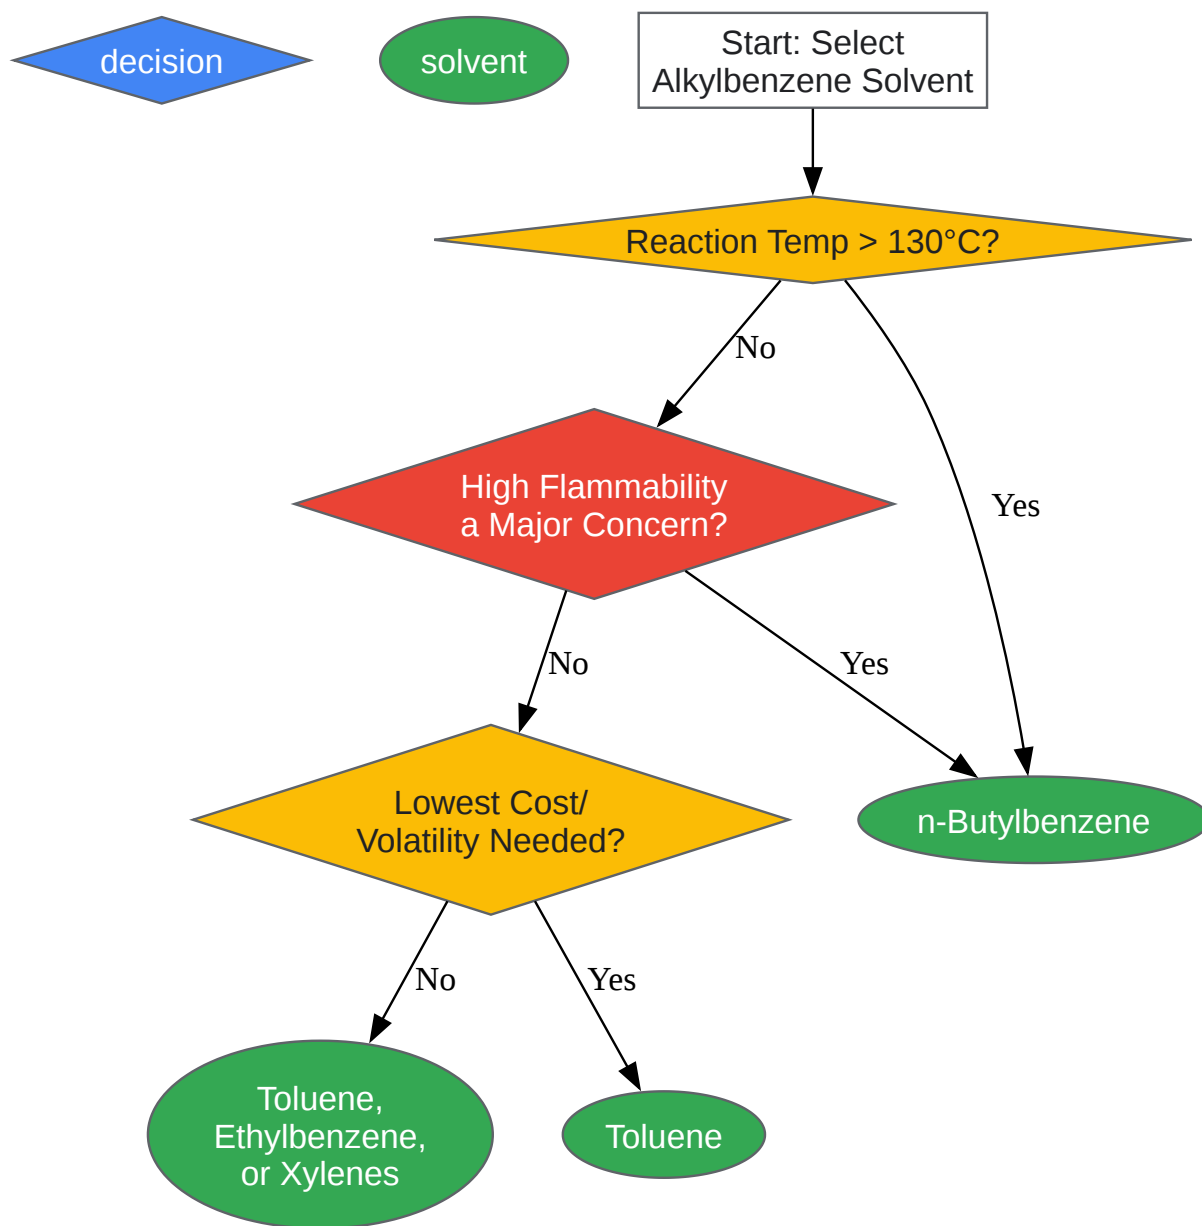 decision
solvent
Start: Select
Alkylbenzene Solvent
Reaction Temp > 130°C?
No
Yes
High Flammability
a Major Concern?
No
Yes
Lowest Cost/
Volatility Needed?
n-Butylbenzene
No
Yes
Toluene,
Ethylbenzene,
or Xylenes
Toluene